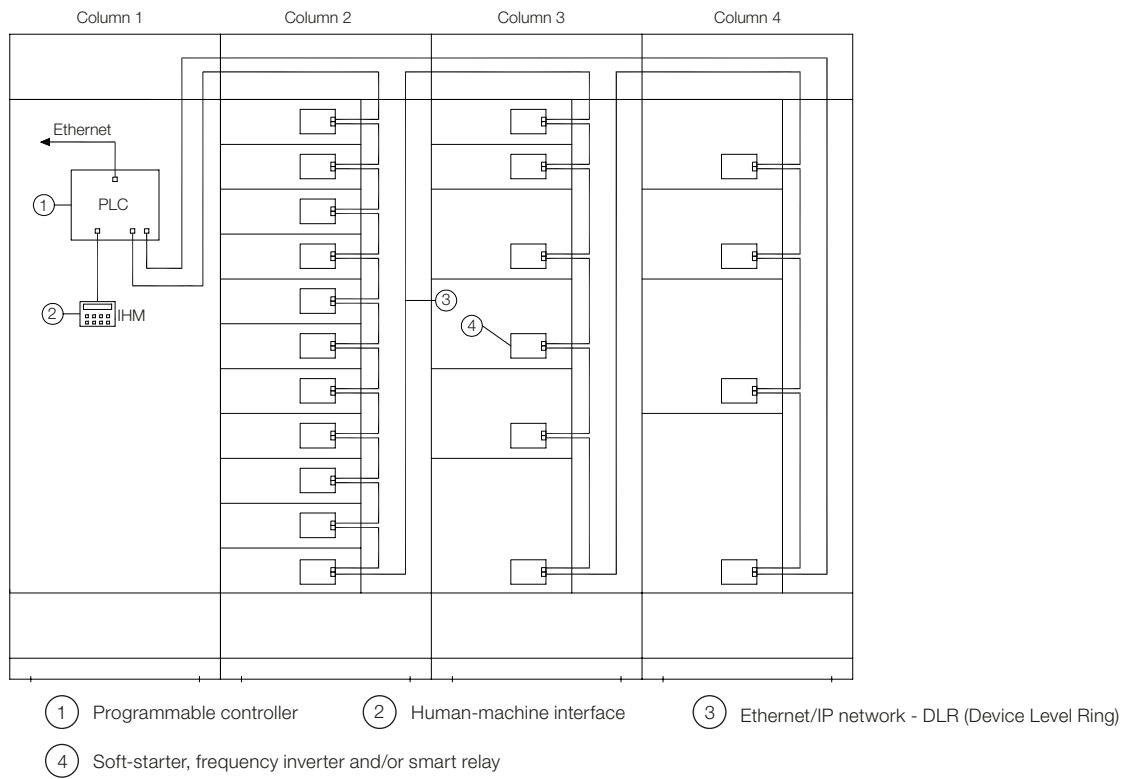 Column 1
Column 2
Column 3
Column 4
Ethernet
1
PLC
2
IHM
3
4
1 Programmable controller
2 Human-machine interface
3 Ethernet/IP network - DLR (Device Level Ring)
4 Soft-starter, frequency inverter and/or smart relay